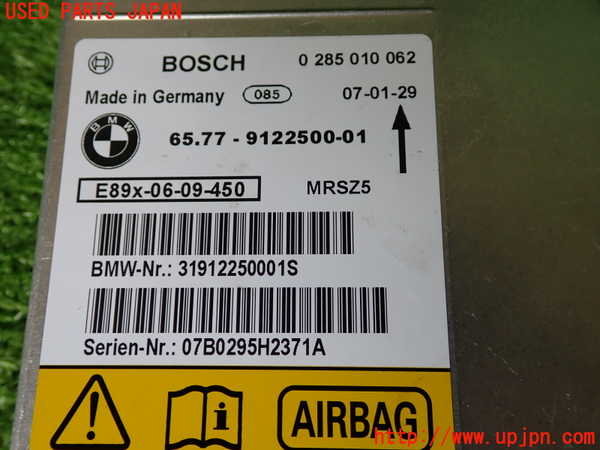 USED PARTS JAPAN
BOSCH 0 285 010 062
Made in Germany 085 07-01-29
BMW 65.77 - 9122500-01
E89x-06-09-450 MRSZ5
BMW-Nr.: 31912250001S
Serien-Nr.: 07B0295H2371A
i AIRBAG
http://www.upjpn.com/